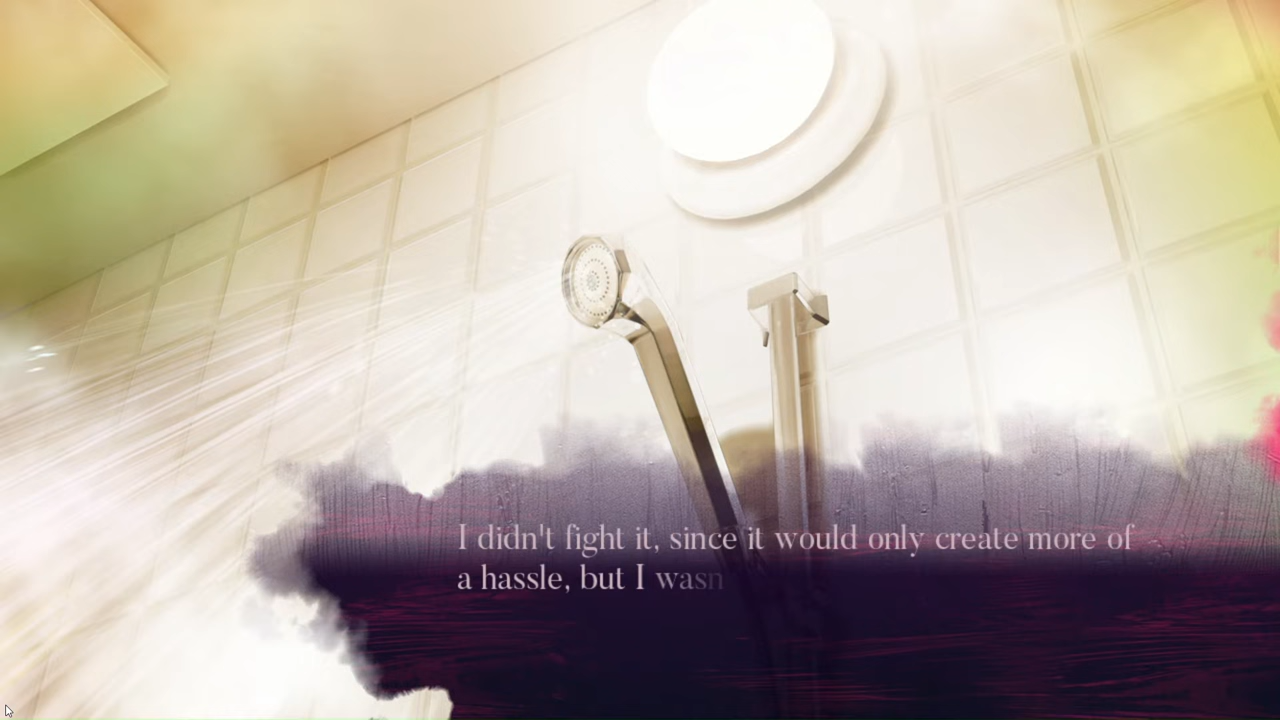 I didn't fight it, since it would only create more of
a hassle, but I wasn